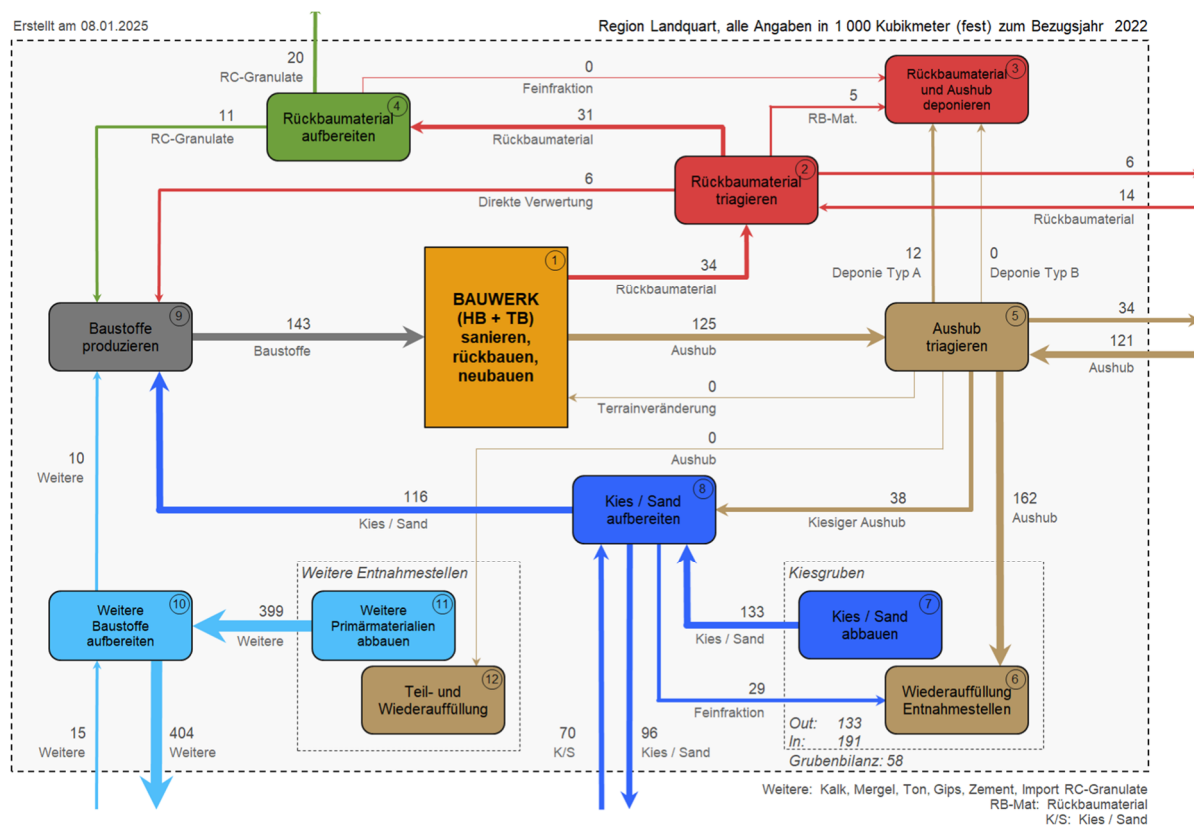 Erstellt am 08.01.2025
Region Landquart, alle Angaben in 1 000 Kubikmeter (fest) zum Bezugsjahr 2022
20
RC-Granulate
0
Feinfraktion
3
Rückbaumaterial
und Aushub
deponieren
4
Rückbaumaterial
aufbereiten
11
RC-Granulate
31
Rückbaumaterial
5
RB-Mat.
2
Rückbaumaterial
triagieren
6
Direkte Verwertung
6
14
Rückbaumaterial
1
BAUWERK
(HB + TB)
sanieren,
rückbauen,
neubauen
34
Rückbaumaterial
12
Deponie Typ A
0
Deponie Typ B
9
Baustoffe
produzieren
143
Baustoffe
125
Aushub
5
Aushub
triagieren
34
121
Aushub
0
Terrainveränderung
0
Aushub
10
Weitere
116
Kies / Sand
8
Kies / Sand
aufbereiten
38
Kiesiger Aushub
162
Aushub
Weitere Entnahmestellen
Kiesgruben
10
Weitere
Baustoffe
aufbereiten
399
Weitere
11
Weitere
Primärmaterialien
abbauen
133
Kies / Sand
7
Kies / Sand
abbauen
12
Teil- und
Wiederauffüllung
29
Feinfraktion
6
Wiederauffüllung
Entnahmestellen
15
Weitere
404
Weitere
70
K/S
96
Kies / Sand
Out: 133
In: 191
Grubenbilanz: 58
Weitere: Kalk, Mergel, Ton, Gips, Zement, Import RC-Granulate
RB-Mat: Rückbaumaterial
K/S: Kies / Sand